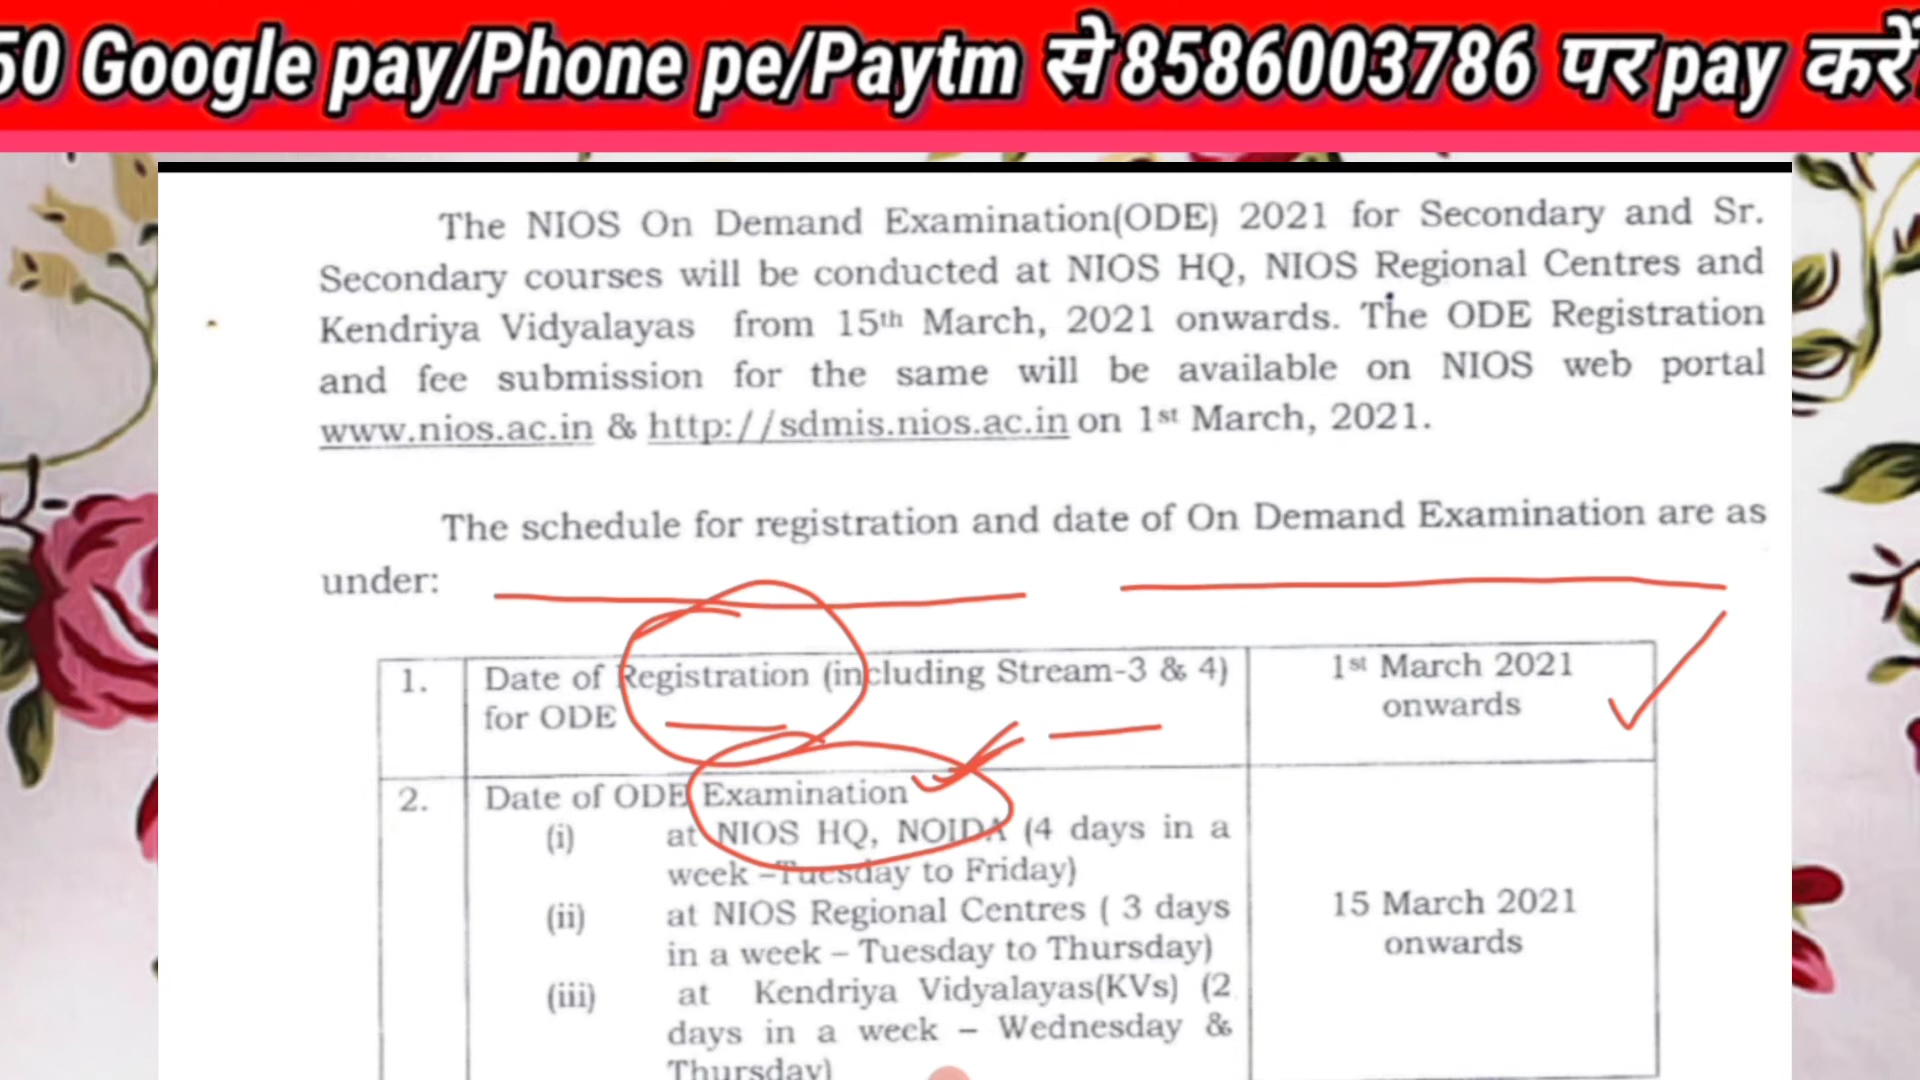 50 Google pay/Phone pe/Paytm से 8586003786 पर pay करें
The NIOS On Demand Examination(ODE) 2021 for Secondary and Sr.
Secondary courses will be conducted at NIOS HQ, NIOS Regional Centres and
Kendriya Vidyalayas from 15th March, 2021 onwards. The ODE Registration
and fee submission for the same will be available on NIOS web portal
www.nios.ac.in & http://sdmis.nios.ac.in on 1st March, 2021.
The schedule for registration and date of On Demand Examination are as
under:
1. Date of Registration (including Stream-3 & 4)
for ODE
1st March 2021
onwards
2. Date of ODE Examination
(i) at NIOS HQ, NOIDA (4 days in a
week –Tuesday to Friday)
(ii) at NIOS Regional Centres ( 3 days
in a week – Tuesday to Thursday)
(iii) at Kendriya Vidyalayas(KVs) (2
days in a week – Wednesday &
Thursday)
15 March 2021
onwards